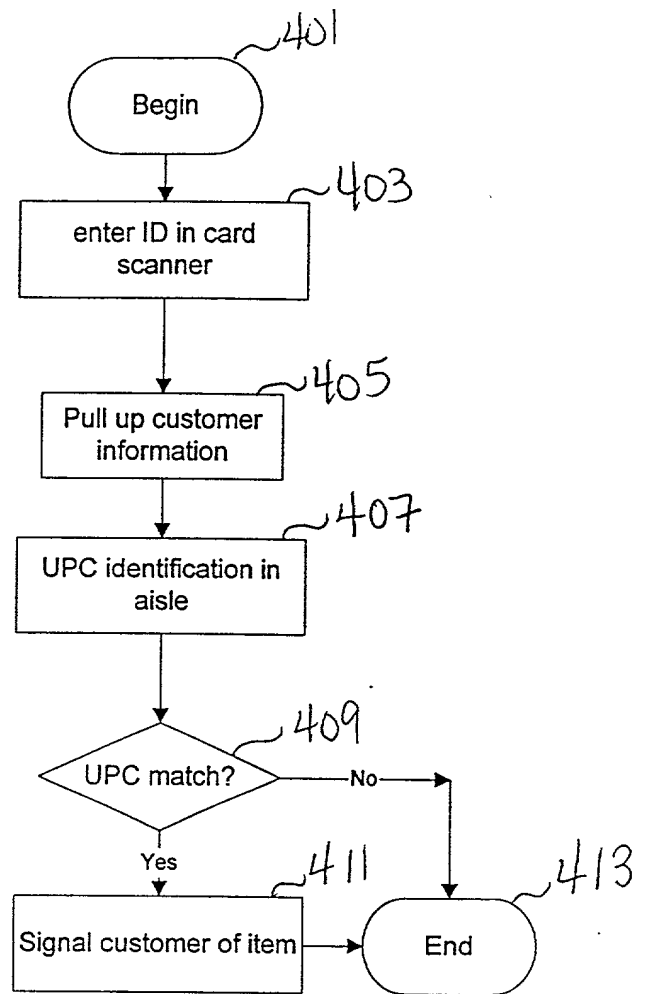 401
Begin
403
enter ID in card
scanner
405
Pull up customer
information
407
UPC identification in
aisle
409
UPC match?
No
Yes
411
413
Signal customer of item
End